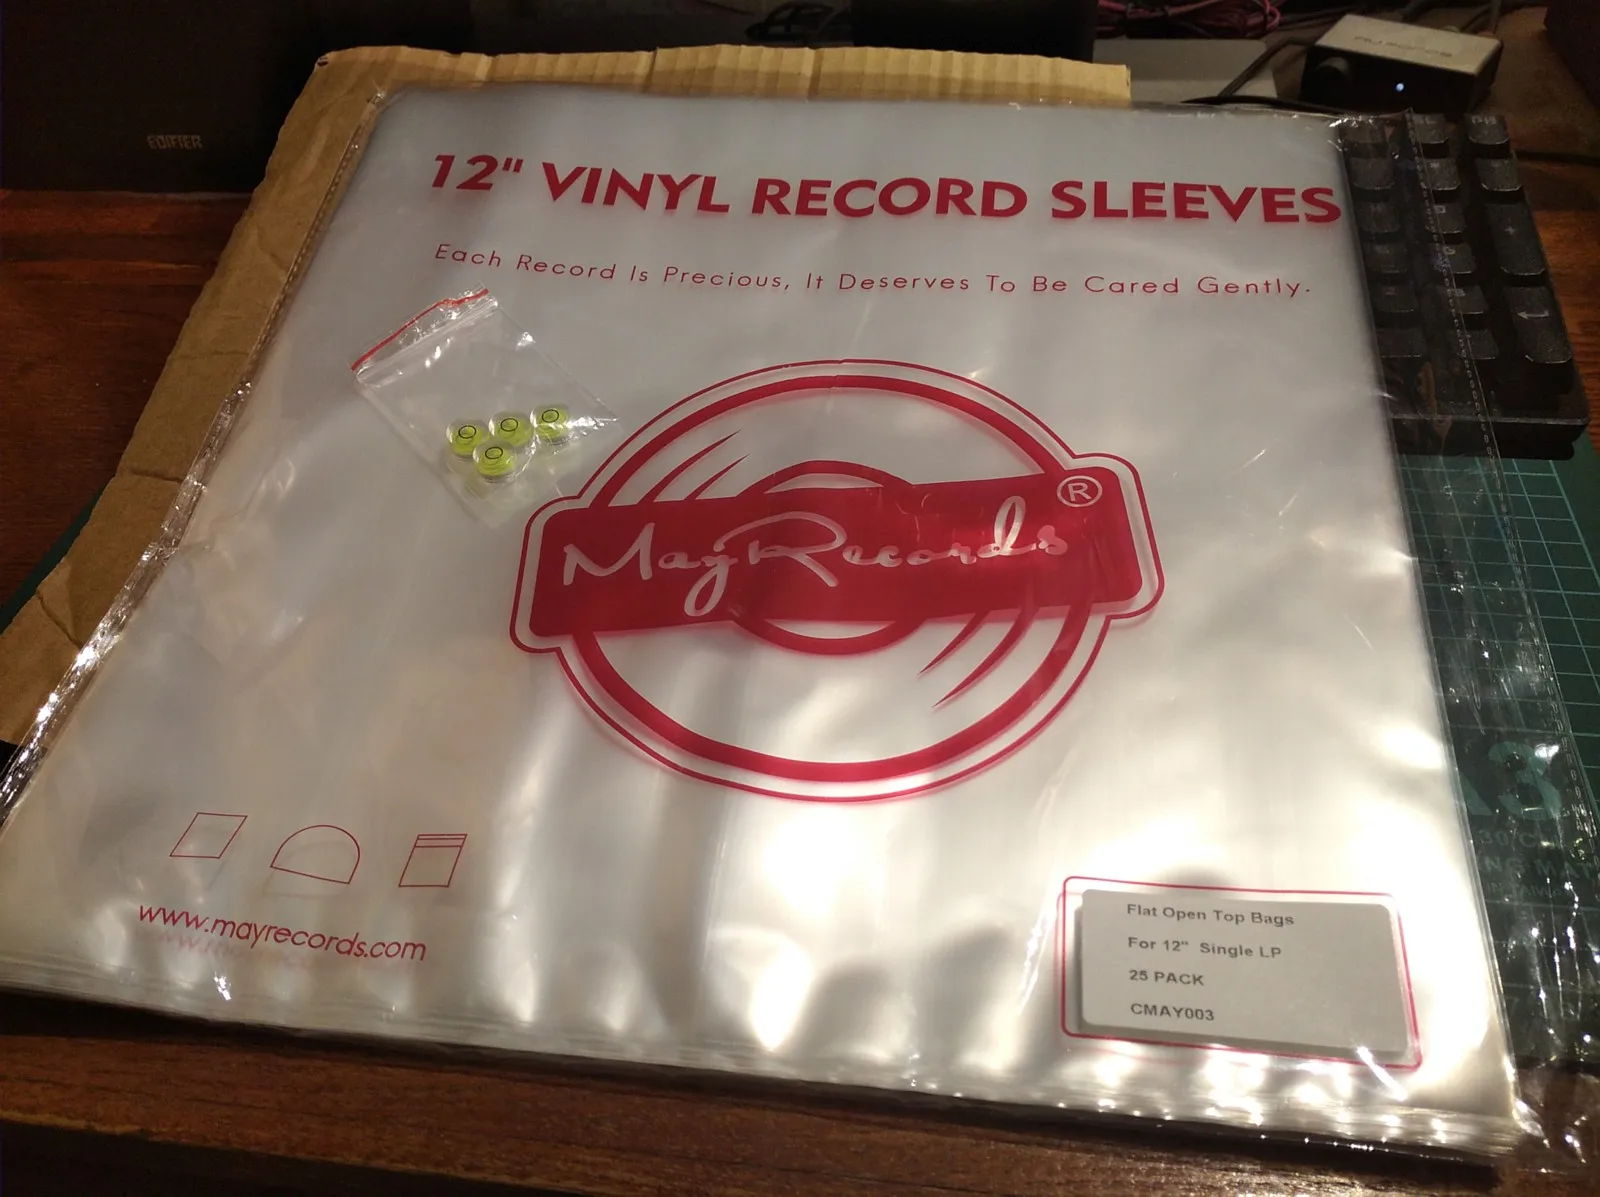 EDIFIER
12" VINYL RECORD SLEEVES
Each Record Is Precious, It Deserves To Be Cared Gently.
MayRecords®
www.mayrecords.com
Flat Open Top Bags
For 12" Single LP
25 PACK
CMAY003
A3